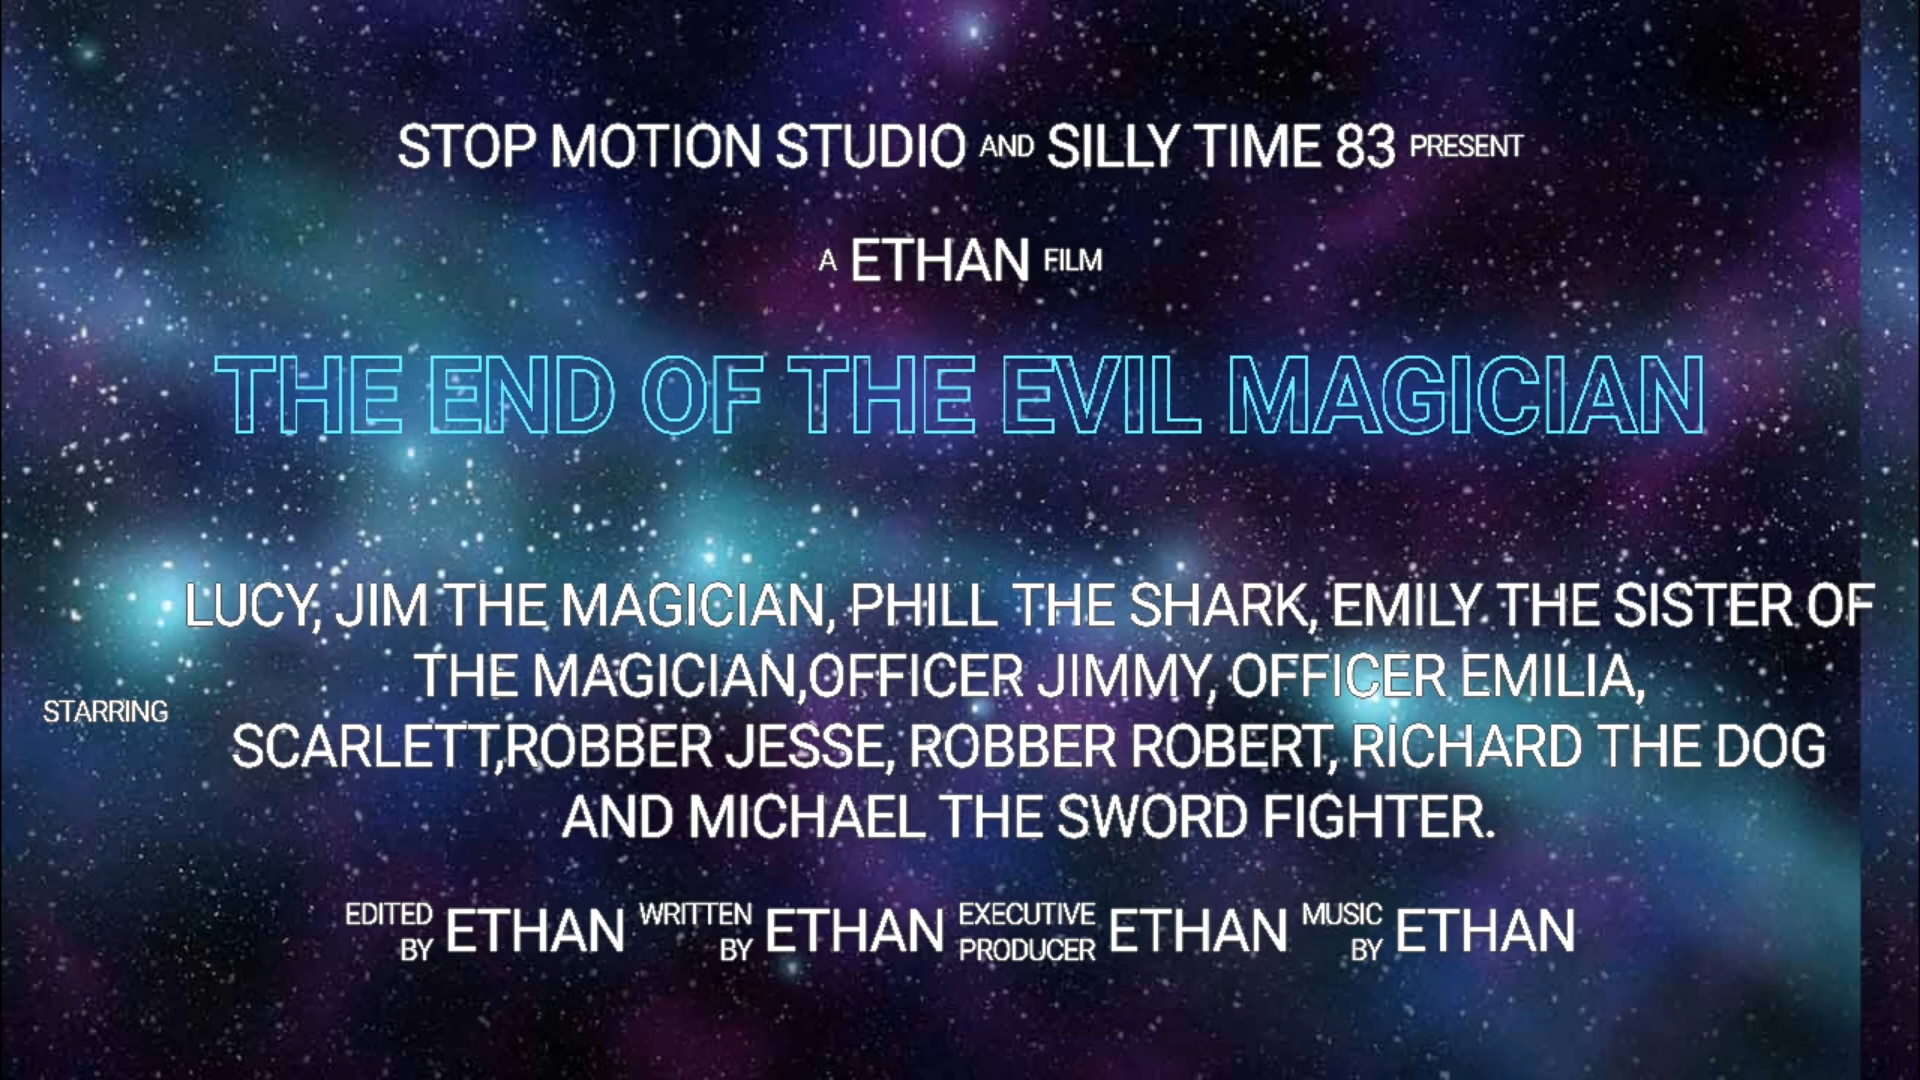 STOP MOTION STUDIO AND SILLY TIME 83 PRESENT
A ETHAN FILM
THE END OF THE EVIL MAGICIAN
STARRING
LUCY, JIM THE MAGICIAN, PHILL THE SHARK, EMILY THE SISTER OF
THE MAGICIAN,OFFICER JIMMY, OFFICER EMILIA,
SCARLETT,ROBBER JESSE, ROBBER ROBERT, RICHARD THE DOG
AND MICHAEL THE SWORD FIGHTER.
EDITED BY ETHAN WRITTEN BY ETHAN EXECUTIVE PRODUCER ETHAN MUSIC BY ETHAN